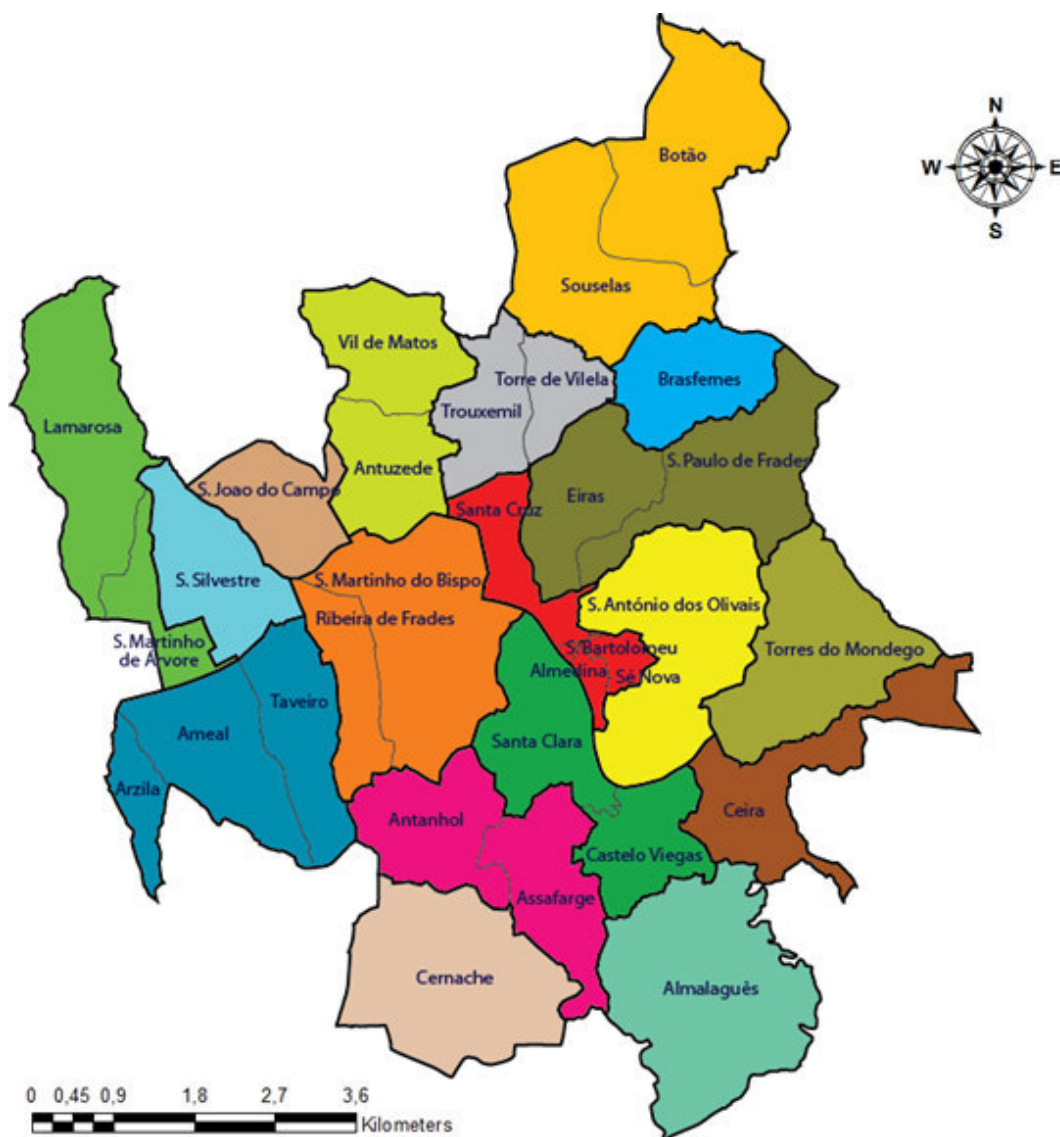 N
Botão
W
E
S
Souselas
Vil de Matos
Torre de Vilela
Brasfemes
Trouxemil
Lamarosa
S. Paulo de Frades
Antuzede
S. Joao do Campo
Eiras
Santa Cruz
S. Silvestre
S. Martinho do Bispo
S. António dos Olivais
Ribeira de Frades
S. Martinho
de Árvore
S. Bartolomeu
Torres do Mondego
Almedina
Sé Nova
Taveiro
Ameal
Santa Clara
Arzila
Ceira
Antanhol
Castelo Viegas
Assafarge
Cernache
Almalaguês
0 0,45 0,9 1,8 2,7 3,6
Kilometers